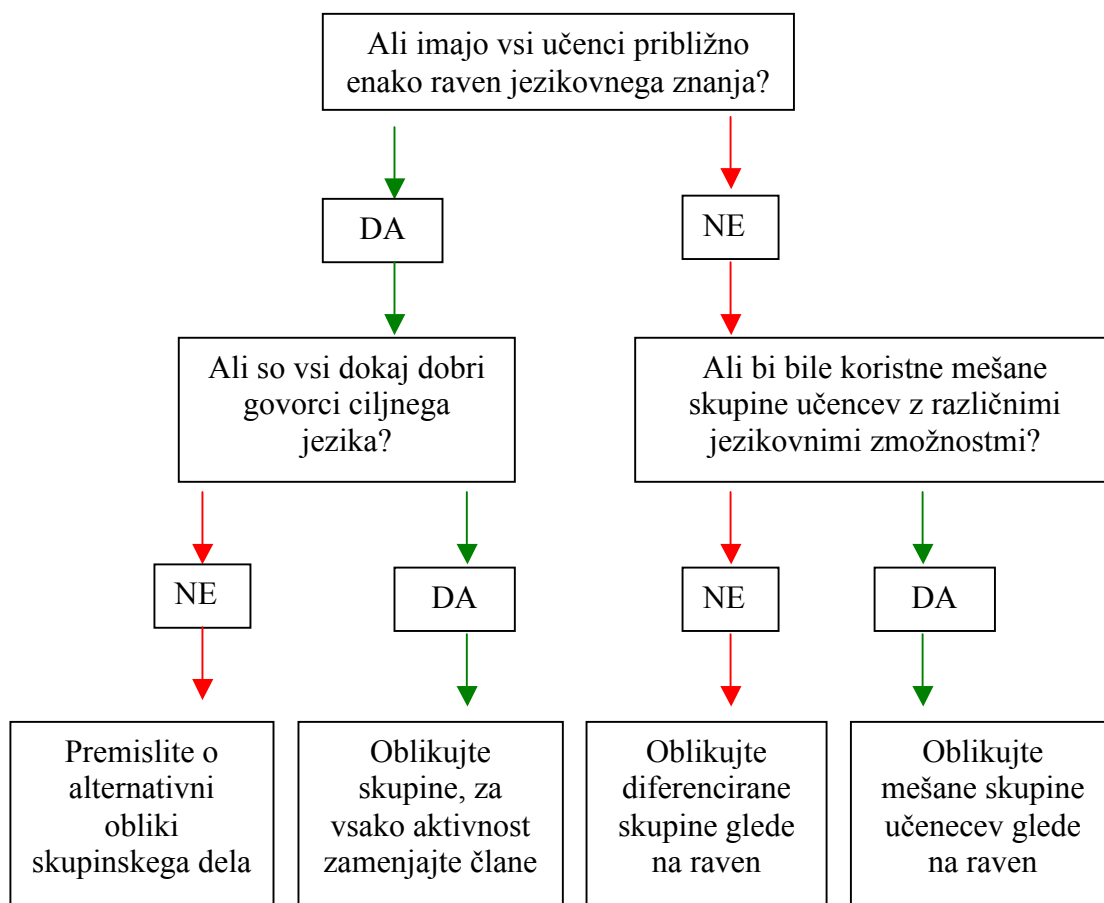 Ali imajo vsi učenci približno
enako raven jezikovnega znanja?
DA
NE
Ali so vsi dokaj dobri
govorci ciljnega
jezika?
Ali bi bile koristne mešane
skupine učencev z različnimi
jezikovnimi zmožnostmi?
NE
DA
NE
DA
Premislite o
alternativni
obliki
skupinskega dela
Oblikujte
skupine, za
vsako aktivnost
zamenjajte člane
Oblikujte
diferencirane
skupine glede
na raven
Oblikujte
mešane skupine
učenecev glede
na raven